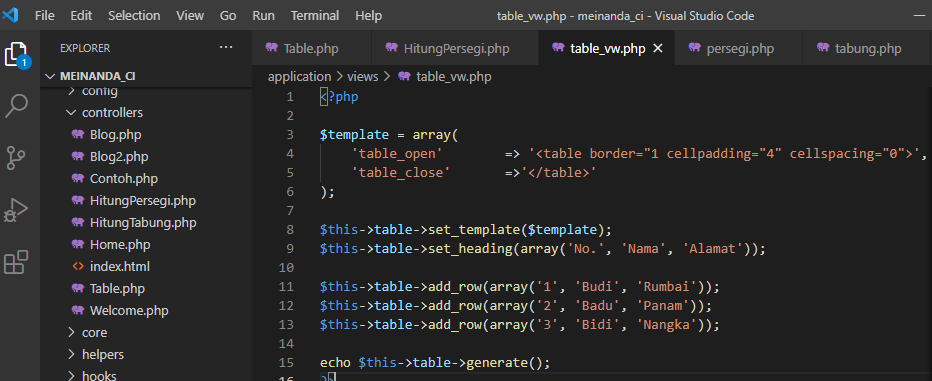 File Edit Selection View Go Run Terminal Help table_vw.php - meinanda_ci - Visual Studio Code
EXPLORER ···
Table.php HitungPersegi.php table_vw.php × persegi.php tabung.php
MEINANDA_CI
application > views > table_vw.php
config
controllers
Blog.php
Blog2.php
Contoh.php
HitungPersegi.php
HitungTabung.php
Home.php
index.html
Table.php
Welcome.php
core
helpers
hooks
1
1 <?php
2
3 $template = array(
4 'table_open' => '<table border="1 cellpadding="4" cellspacing="0">',
5 'table_close' =>'</table>'
6 );
7
8 $this->table->set_template($template);
9 $this->table->set_heading(array('No.', 'Nama', 'Alamat'));
10
11 $this->table->add_row(array('1', 'Budi', 'Rumbai'));
12 $this->table->add_row(array('2', 'Badu', 'Panam'));
13 $this->table->add_row(array('3', 'Bidi', 'Nangka'));
14
15 echo $this->table->generate();
16 ?>